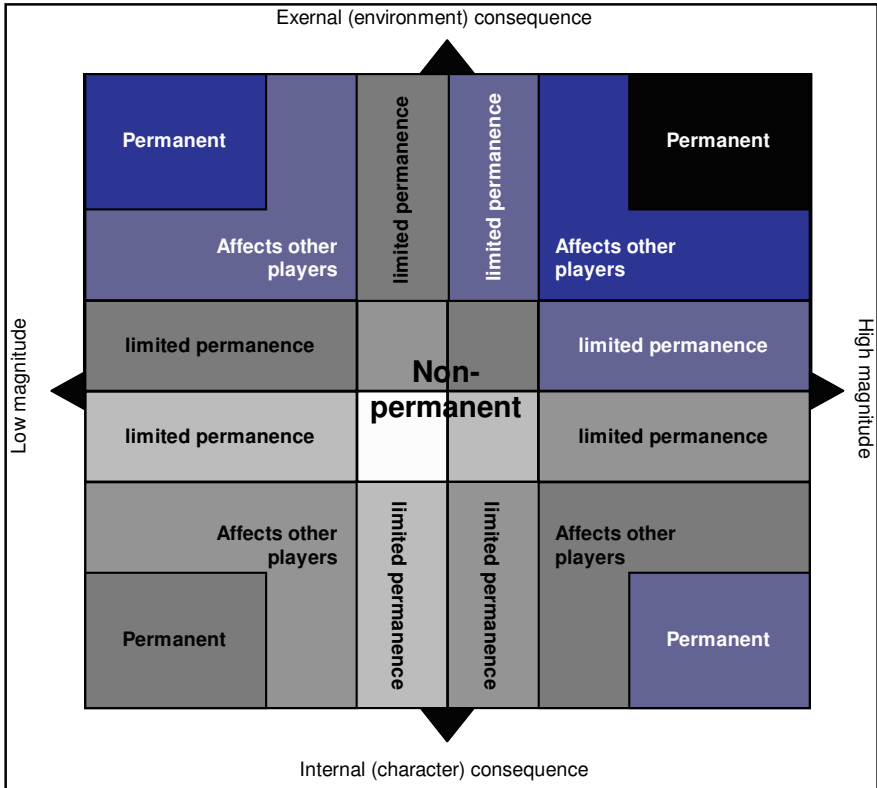 Exernal (environment) consequence
Permanent
limited permanence
limited permanence
Permanent
Affects other
players
Affects other
players
limited permanence
limited permanence
Low magnitude
Non-
permanent
High magnitude
limited permanence
limited permanence
Affects other
players
limited permanence
limited permanence
Affects other
players
Permanent
Permanent
Internal (character) consequence